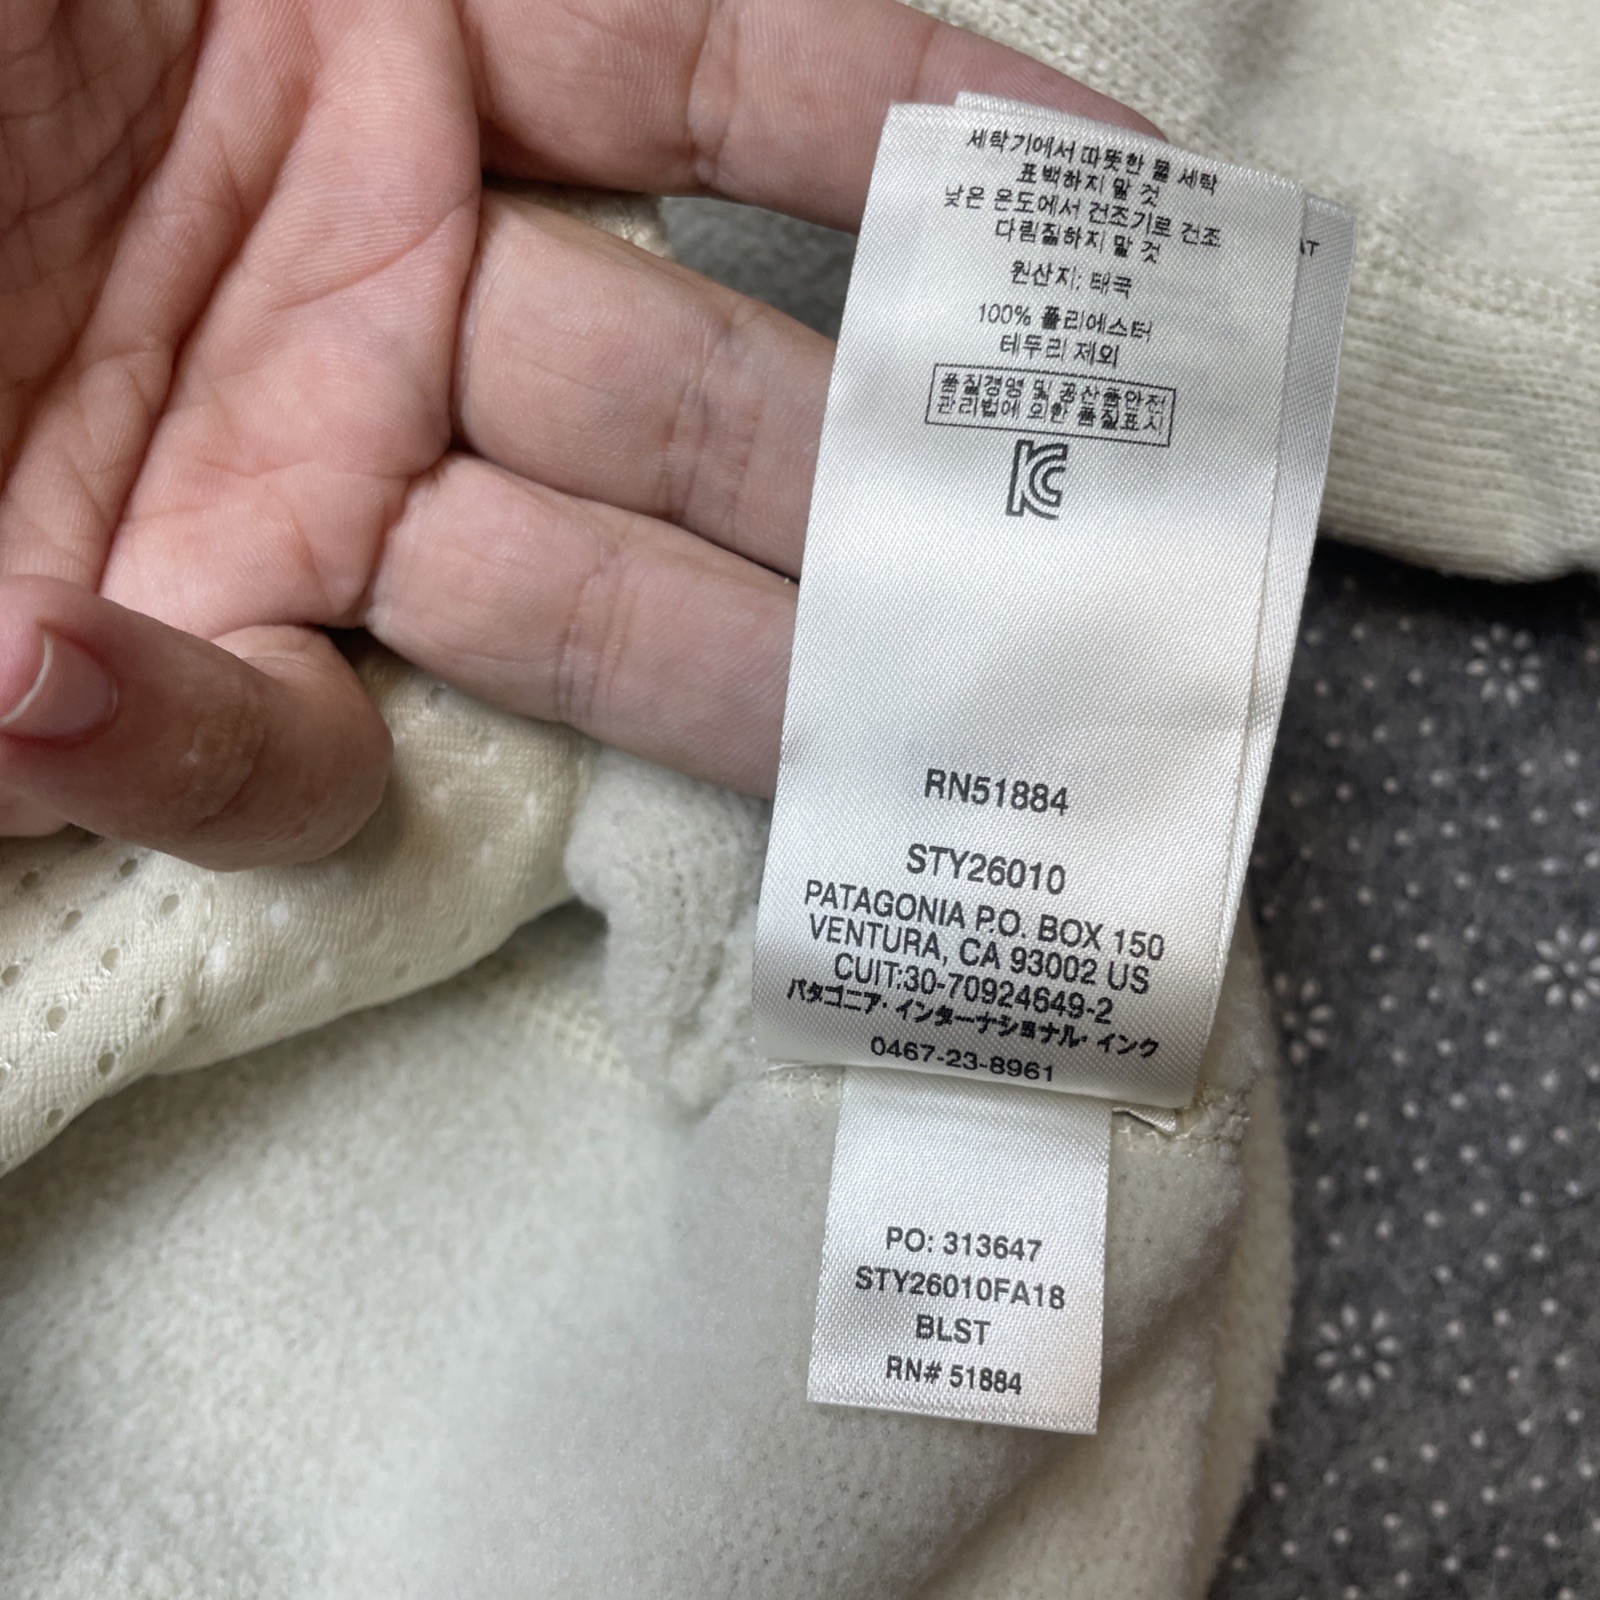 세탁기에서 따뜻한 물 세탁
표백하지 말 것
낮은 온도에서 건조기로 건조
다림질하지 말 것
원산지: 태국
100% 폴리에스터
테두리 제외
품질경영 및 공산품안전
관리법에 의한 품질표시
RN51884
STY26010
PATAGONIA P.O. BOX 150
VENTURA, CA 93002 US
CUIT:30-70924649-2
パタゴニア・インターナショナル・インク
0467-23-8961
PO: 313647
STY26010FA18
BLST
RN# 51884